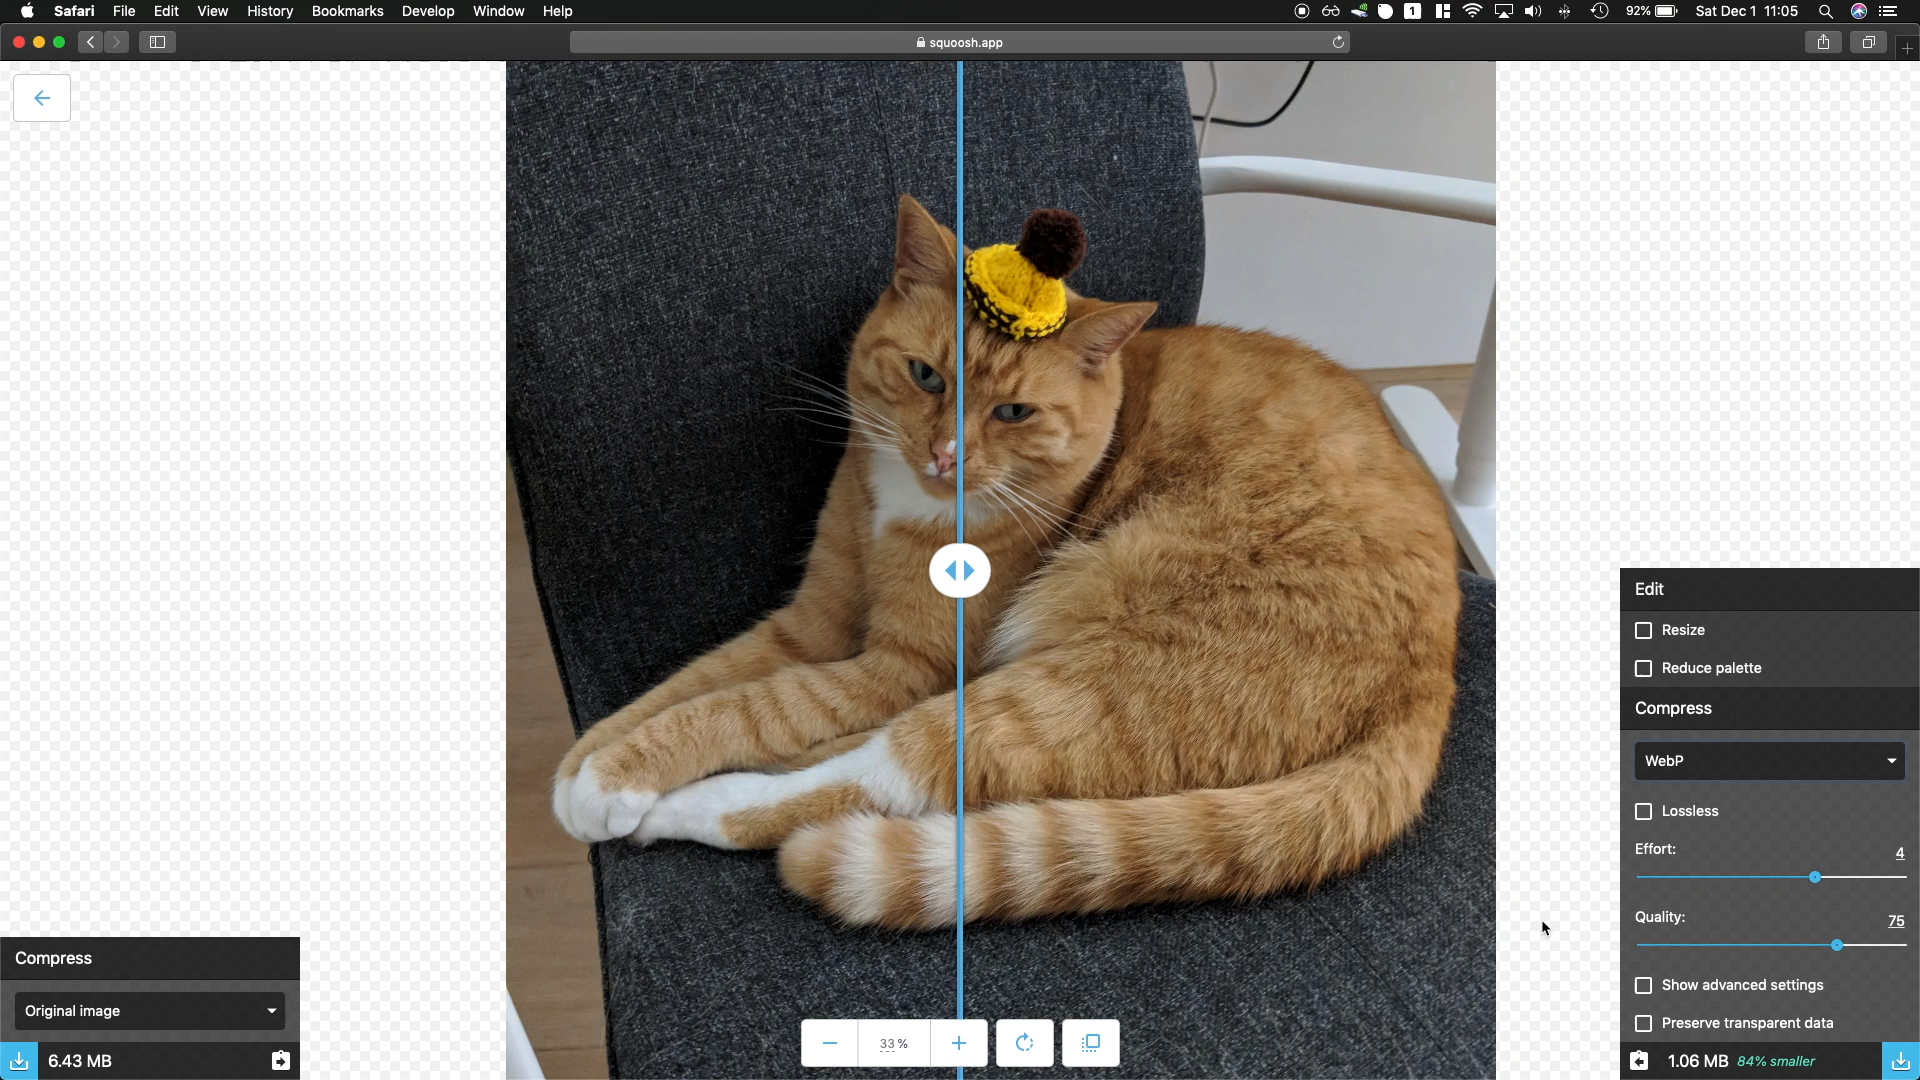 Safari File Edit View History Bookmarks Develop Window Help 1 92% Sat Dec 1 11:05
squoosh.app
Edit
Resize
Reduce palette
Compress
WebP
Lossless
Effort: 4
Quality: 75
Show advanced settings
Preserve transparent data
1.06 MB 84% smaller
Compress
Original image
6.43 MB
33 %